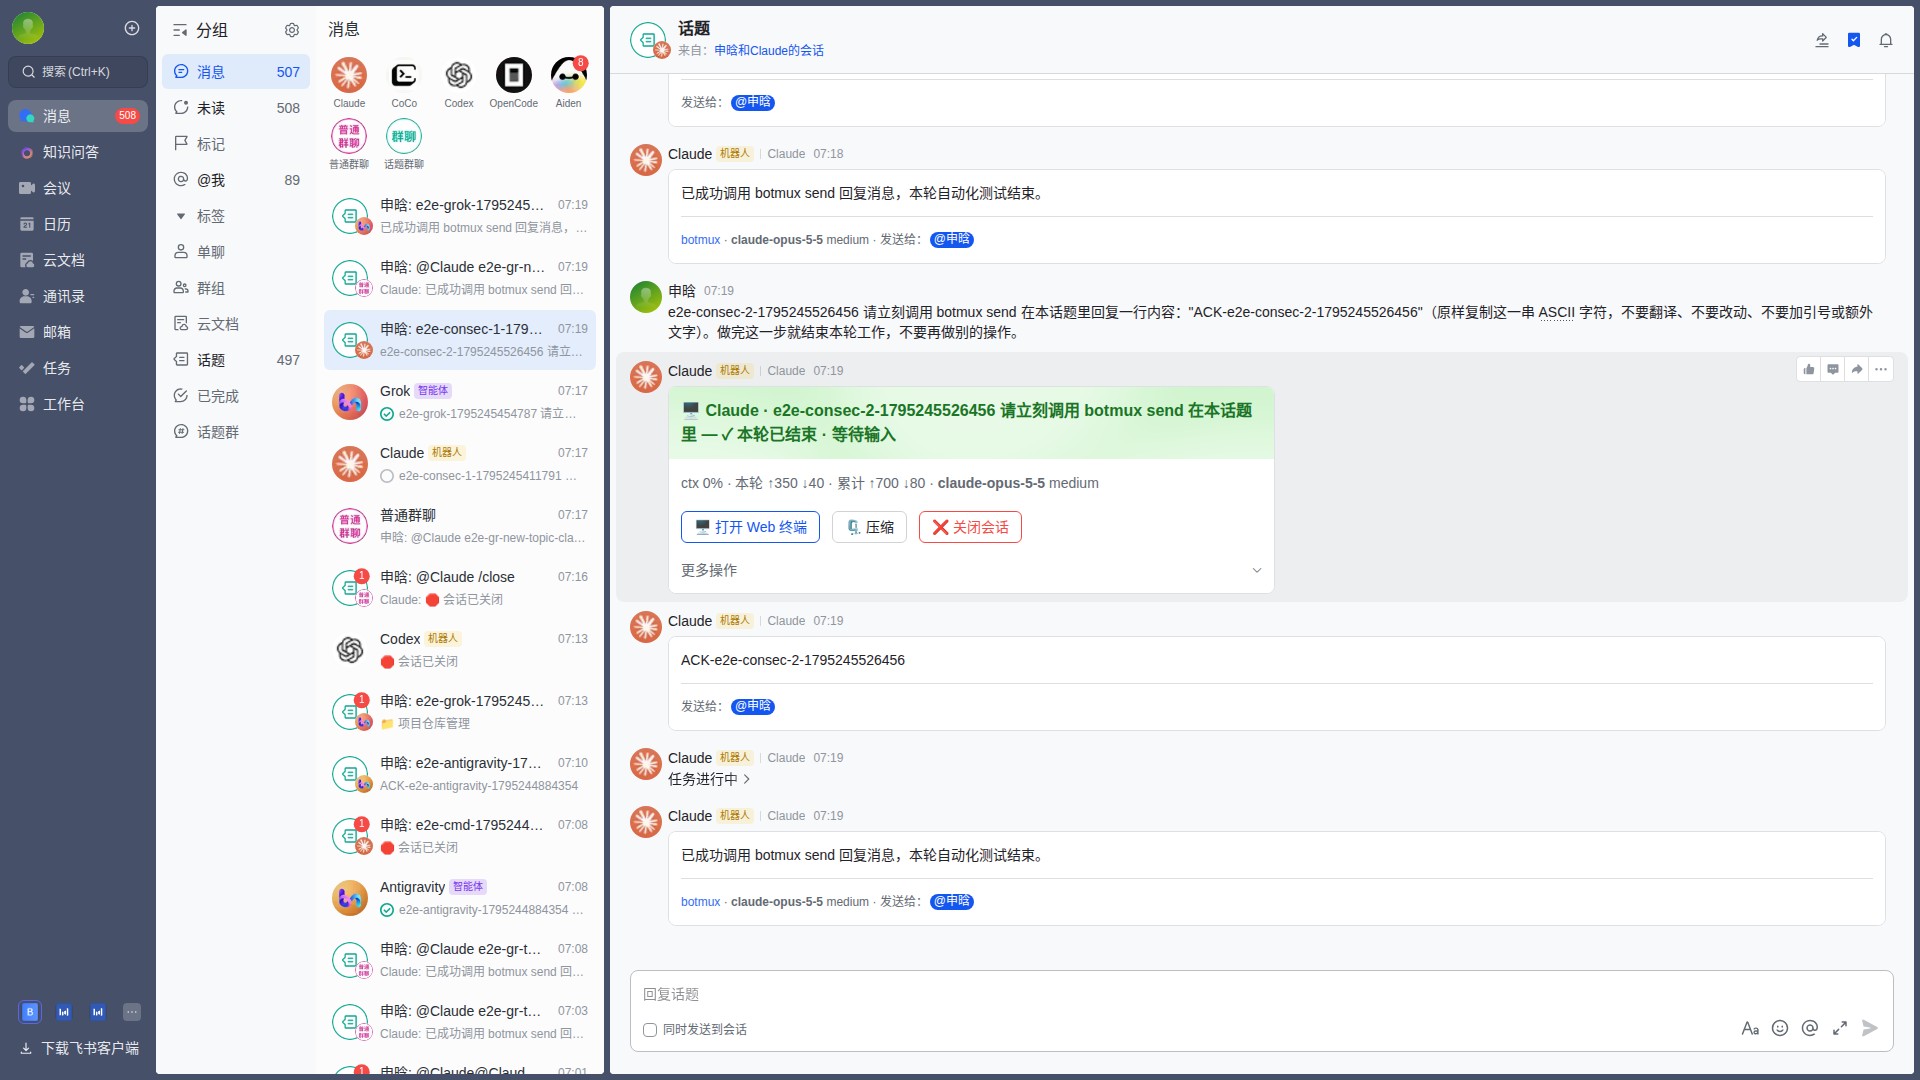 搜索 (Ctrl+K)
消息
508
知识问答
会议
日历
云文档
通讯录
邮箱
任务
工作台
B
下载飞书客户端
分组
消息
507
未读
508
标记
@我
89
标签
单聊
群组
云文档
话题
497
已完成
话题群
消息
Claude
CoCo
Codex
OpenCode
8
Aiden
普通
群聊
普通群聊
群聊
话题群聊
申晗: e2e-grok-1795245…
07:19
已成功调用 botmux send 回复消息，…
申晗: @Claude e2e-gr-n…
07:19
Claude: 已成功调用 botmux send 回…
申晗: e2e-consec-1-179…
07:19
e2e-consec-2-1795245526456 请立…
Grok 智能体
07:17
e2e-grok-1795245454787 请立…
Claude 机器人
07:17
e2e-consec-1-1795245411791 …
普通
群聊
普通群聊
07:17
申晗: @Claude e2e-gr-new-topic-cla…
1
申晗: @Claude /close
07:16
Claude: 会话已关闭
Codex 机器人
07:13
会话已关闭
1
申晗: e2e-grok-1795245…
07:13
项目仓库管理
申晗: e2e-antigravity-17…
07:10
ACK-e2e-antigravity-1795244884354
1
申晗: e2e-cmd-1795244…
07:08
会话已关闭
Antigravity 智能体
07:08
e2e-antigravity-1795244884354 …
申晗: @Claude e2e-gr-t…
07:08
Claude: 已成功调用 botmux send 回…
申晗: @Claude e2e-gr-t…
07:03
Claude: 已成功调用 botmux send 回…
1
申晗: @Claude@Claud…
07:01
话题
来自：申晗和Claude的会话
发送给：@申晗
Claude 机器人 | Claude 07:18
已成功调用 botmux send 回复消息，本轮自动化测试结束。
botmux · claude-opus-5-5 medium · 发送给：@申晗
申晗 07:19
e2e-consec-2-1795245526456 请立刻调用 botmux send 在本话题里回复一行内容："ACK-e2e-consec-2-1795245526456"（原样复制这一串 ASCII 字符，不要翻译、不要改动、不要加引号或额外
文字）。做完这一步就结束本轮工作，不要再做别的操作。
Claude 机器人 | Claude 07:19
Claude · e2e-consec-2-1795245526456 请立刻调用 botmux send 在本话题
里 — ✓ 本轮已结束 · 等待输入
ctx 0% · 本轮 ↑350 ↓40 · 累计 ↑700 ↓80 · claude-opus-5-5 medium
打开 Web 终端
压缩
关闭会话
更多操作
Claude 机器人 | Claude 07:19
ACK-e2e-consec-2-1795245526456
发送给：@申晗
Claude 机器人 | Claude 07:19
任务进行中
Claude 机器人 | Claude 07:19
已成功调用 botmux send 回复消息，本轮自动化测试结束。
botmux · claude-opus-5-5 medium · 发送给：@申晗
回复话题
同时发送到会话
Aa